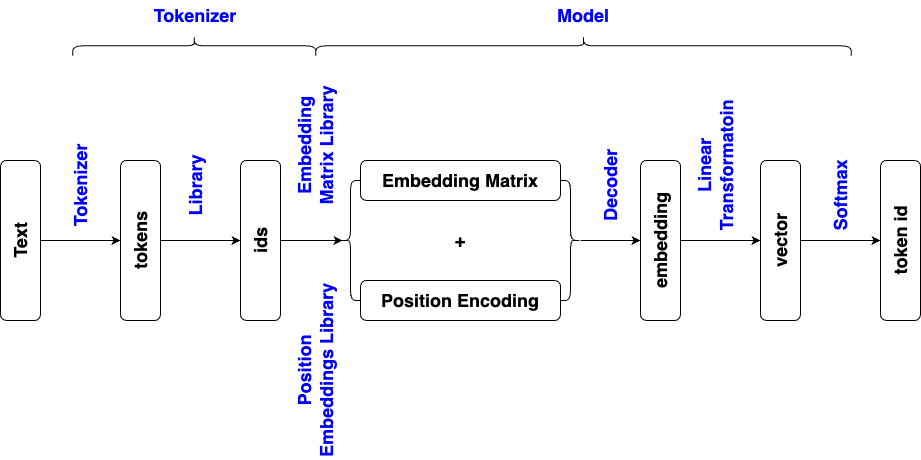 Tokenizer
Model
Text
Tokenizer
tokens
Library
ids
Embedding
Matrix Library
Position
Embeddings Library
Embedding Matrix
+
Position Encoding
Decoder
embedding
Linear
Transformatoin
vector
Softmax
token id